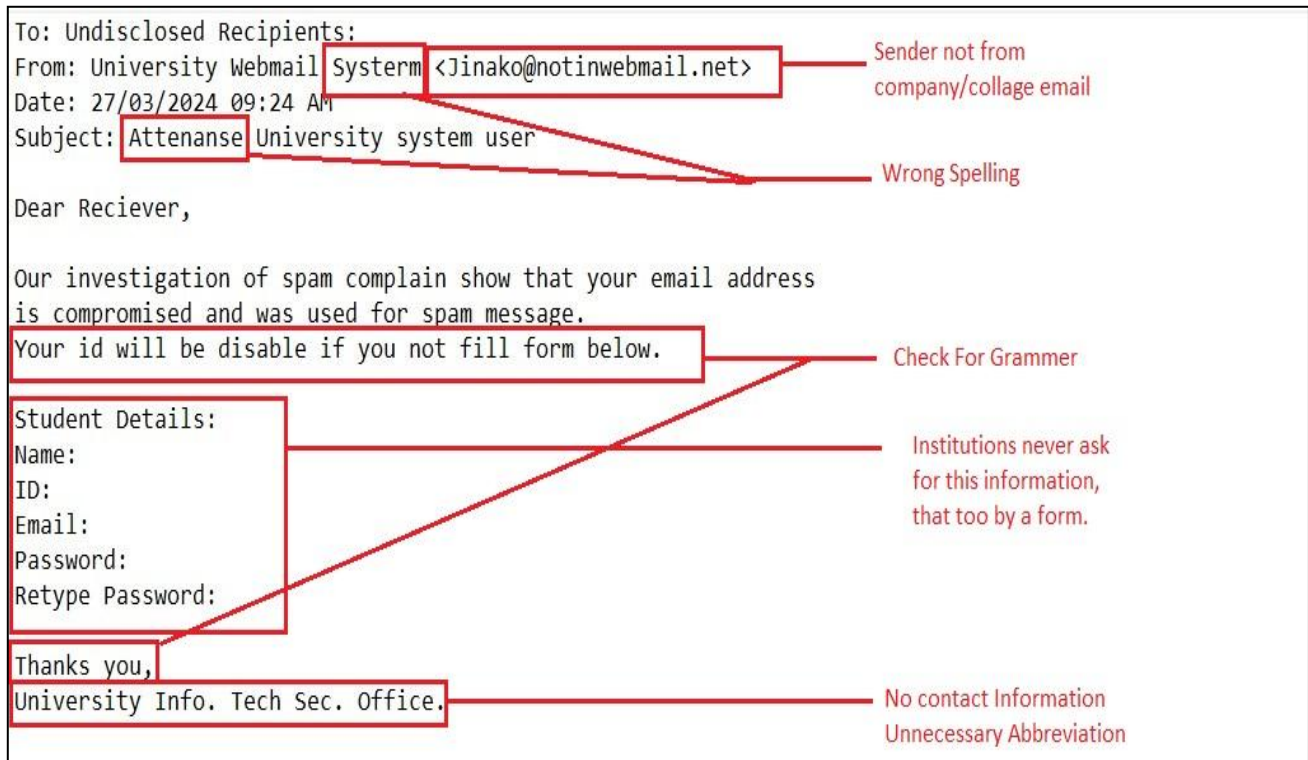 To: Undisclosed Recipients:
From: University Webmail Systerm <Jinako@notinwebmail.net>
Date: 27/03/2024 09:24 AM
Subject: Attenanse University system user
Sender not from
company/collage email
Wrong Spelling
Dear Reciever,
Our investigation of spam complain show that your email address
is compromised and was used for spam message.
Your id will be disable if you not fill form below.
Check For Grammer
Student Details:
Name:
ID:
Email:
Password:
Retype Password:
Institutions never ask
for this information,
that too by a form.
Thanks you,
University Info. Tech Sec. Office.
No contact Information
Unnecessary Abbreviation